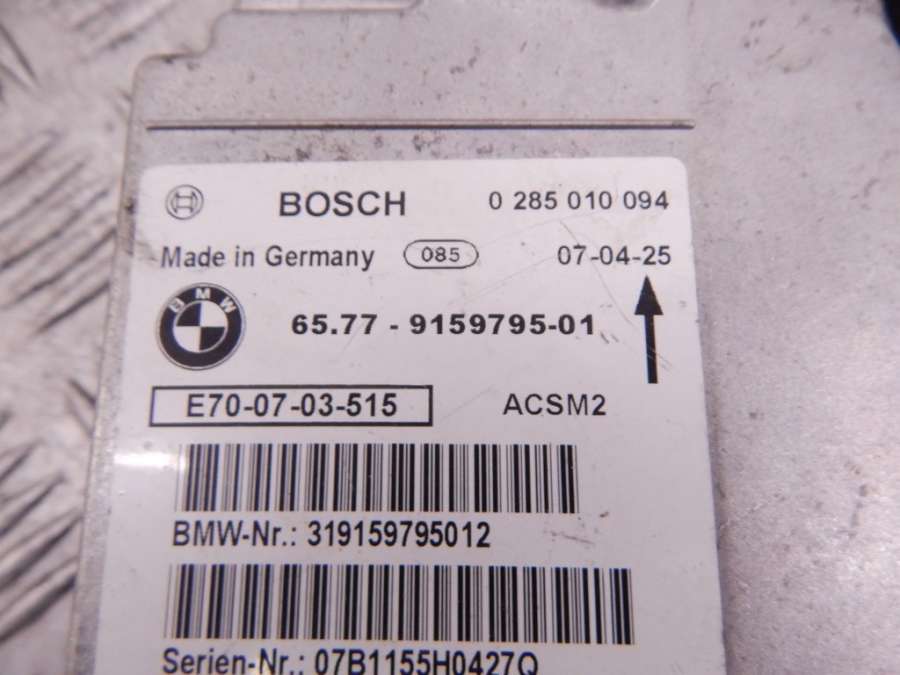 BOSCH 0 285 010 094
Made in Germany 085 07-04-25
BMW
65.77 - 9159795-01
E70-07-03-515 ACSM2
BMW-Nr.: 319159795012
Serien-Nr.: 07B1155H0427Q